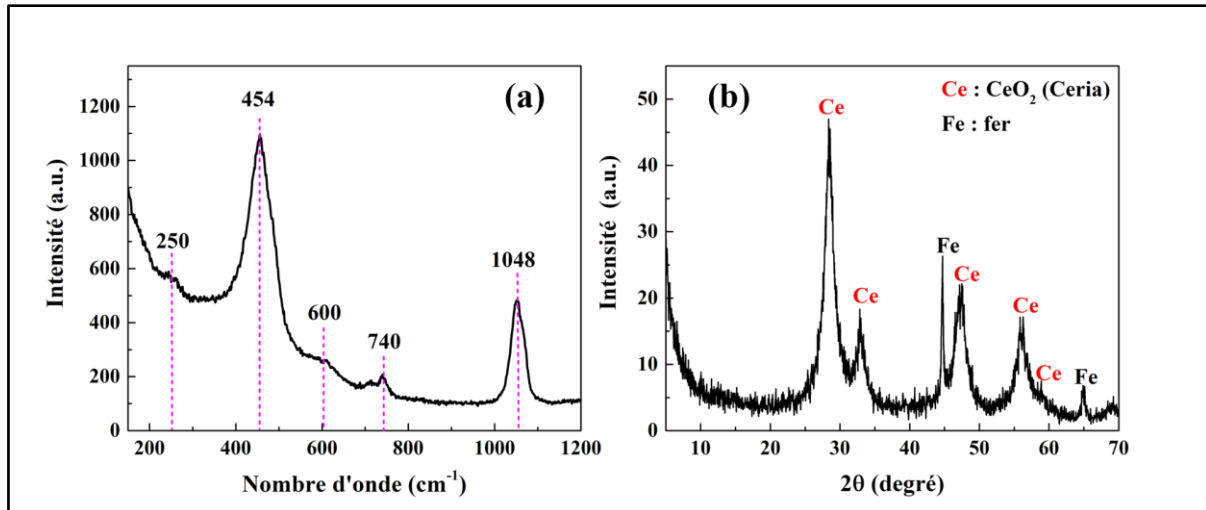 (a)
454
1048
250
600
740
1200
1000
800
600
400
200
0
Intensité (a.u.)
200 400 600 800 1000 1200
Nombre d'onde (cm⁻¹)
(b)
Ce : CeO₂ (Ceria)
Fe : fer
Ce
Ce
Fe
Ce
Ce
Ce
Fe
50
40
30
20
10
0
Intensité (a.u.)
10 20 30 40 50 60 70
2θ (degré)